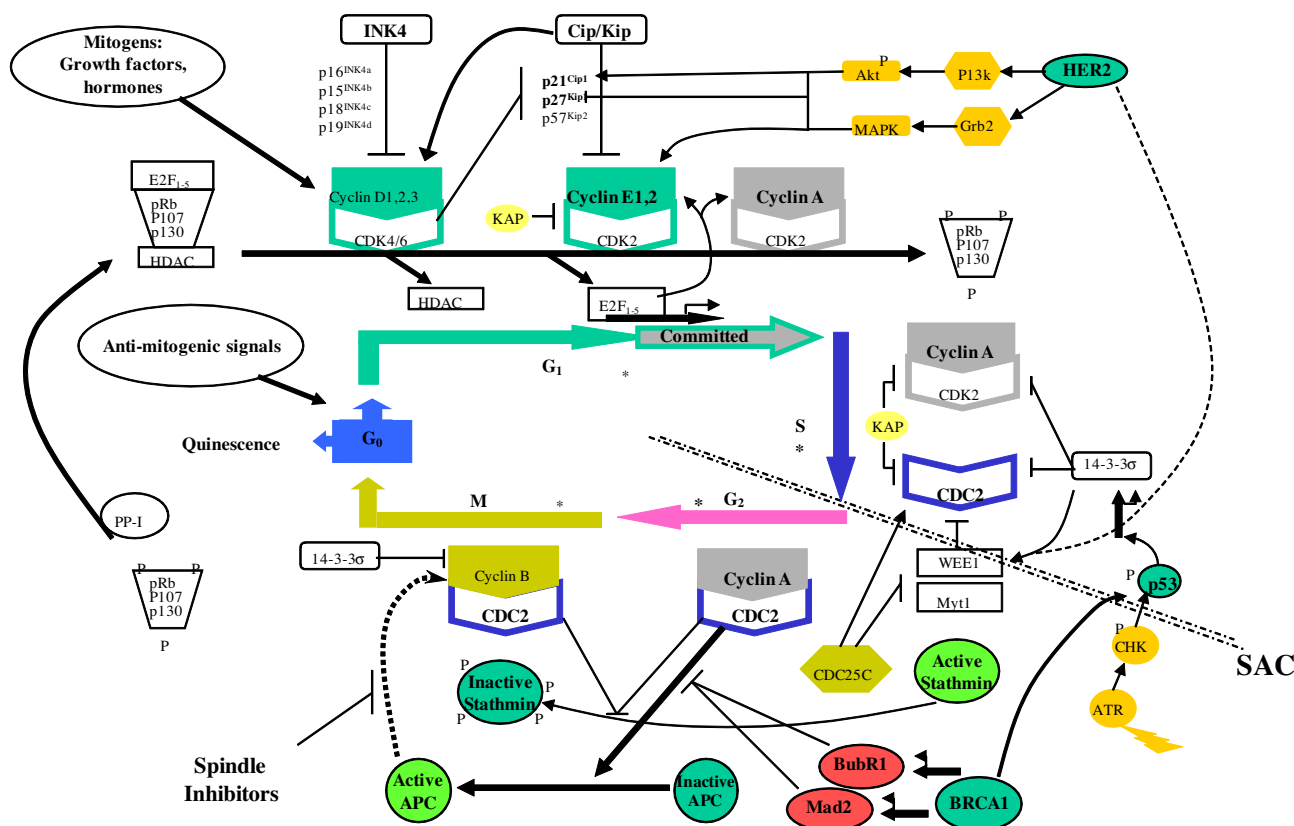 Mitogens:
Growth factors,
hormones
INK4
p16INK4a
p15INK4b
p18INK4c
p19INK4d
Cip/Kip
p21Cip1
p27Kip1
p57Kip2
P
Akt
P13k
HER2
MAPK
Grb2
E2F1-5
pRb
P107
p130
HDAC
Cyclin D1,2,3
CDK4/6
KAP
Cyclin E1,2
CDK2
Cyclin A
CDK2
P P
pRb
P107
p130
P
HDAC
E2F1-5
Anti-mitogenic signals
Committed
G1
*
Cyclin A
CDK2
KAP
S
*
CDC2
14-3-3σ
Quinescence
G0
M
*
* G2
PP-I
14-3-3σ
Cyclin B
CDC2
Cyclin A
CDC2
WEE1
Myt1
P
p53
P P
pRb
P107
p130
P
P
CHK
SAC
CDC25C
Active
Stathmin
P
Inactive
Stathmin
P
P P
ATR
Spindle
Inhibitors
Active
APC
Inactive
APC
BubR1
Mad2
BRCA1